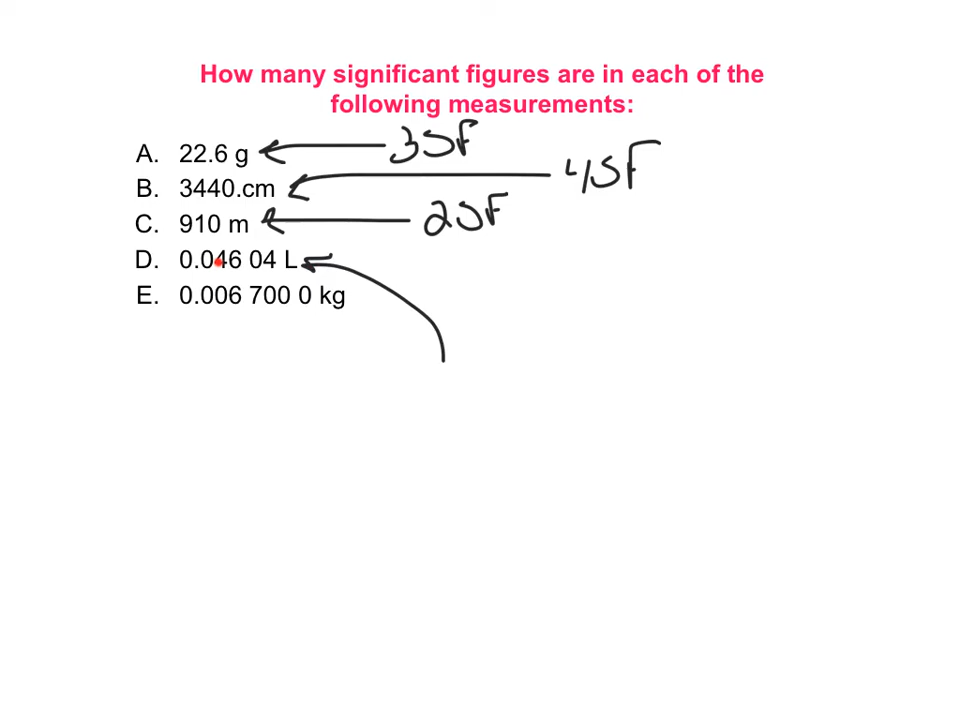 How many significant figures are in each of the
following measurements:
A. 22.6 g 3SF
B. 3440.cm 4SF
C. 910 m 2SF
D. 0.046 04 L
E. 0.006 700 0 kg